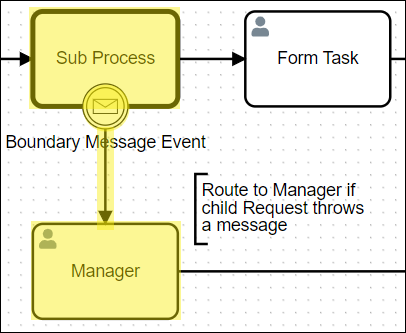 Sub Process
Form Task
Boundary Message Event
Route to Manager if
child Request throws
a message
Manager